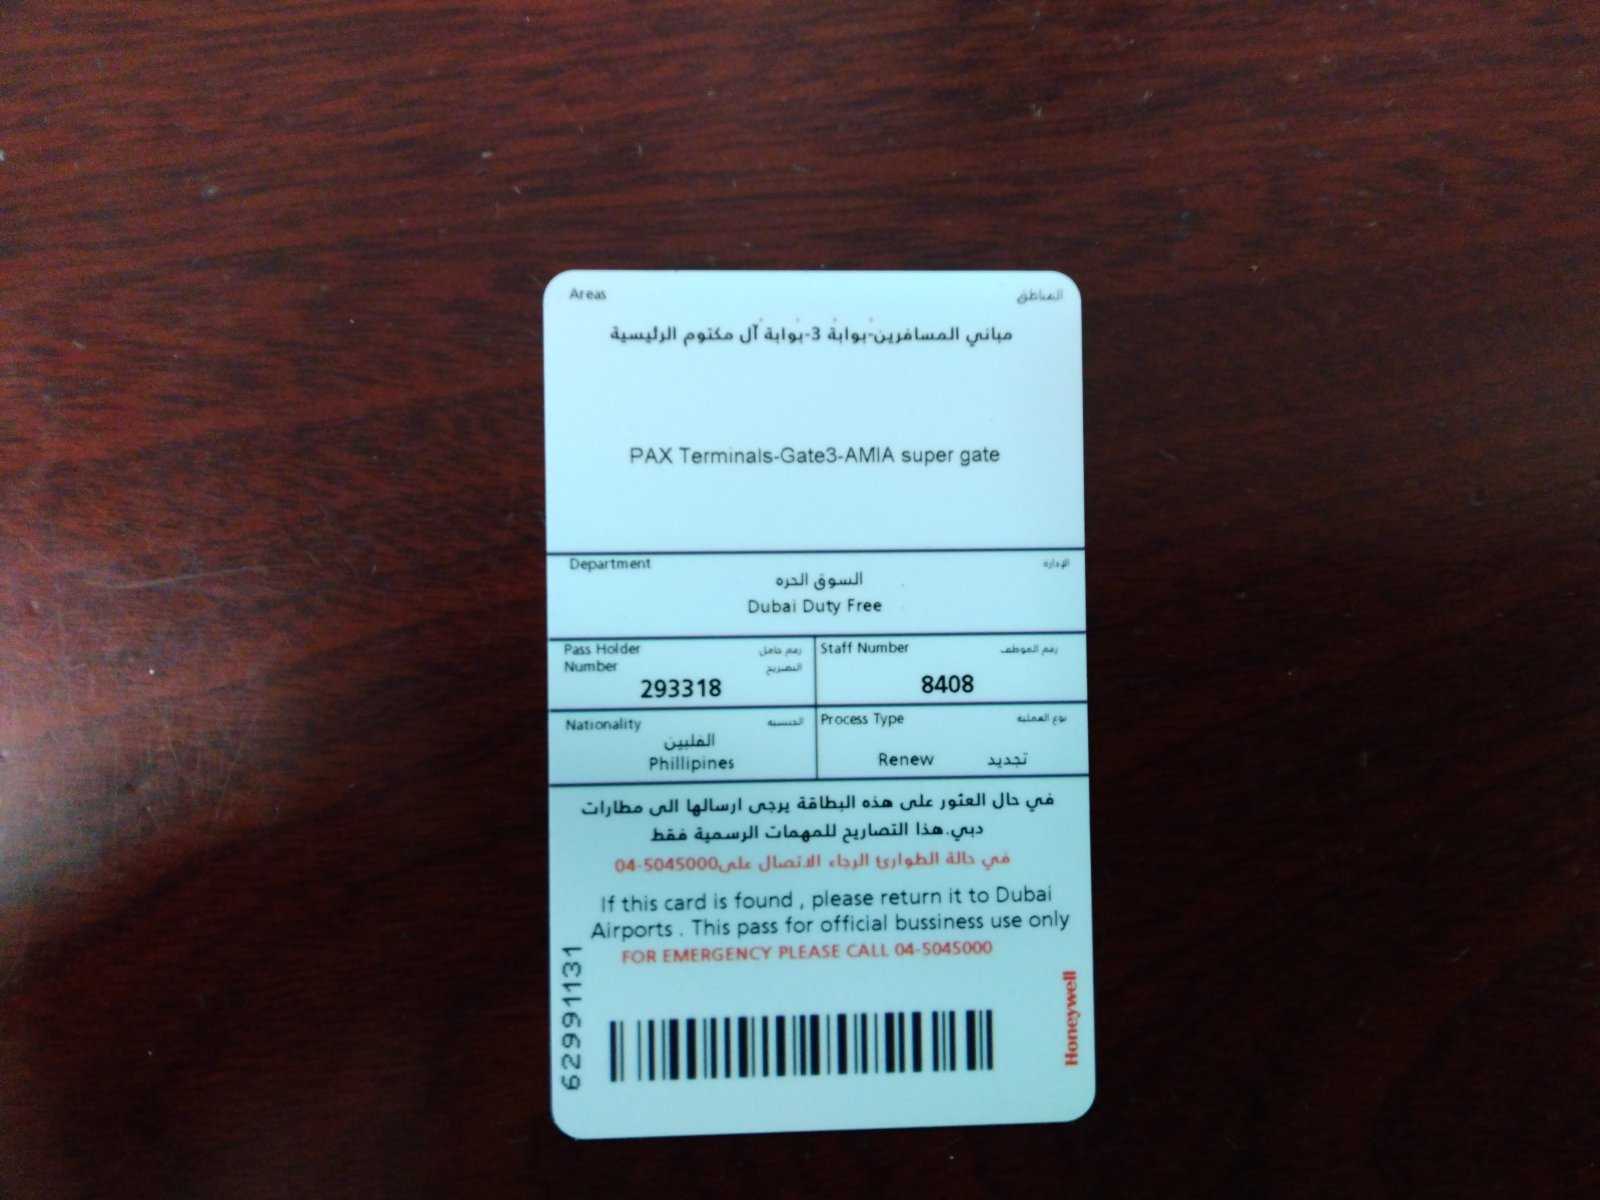 Areas المناطق
مباني المسافرين-بوابة 3-بوابة آل مكتوم الرئيسية
PAX Terminals-Gate3-AMIA super gate
Department الإدارة
السوق الحره
Dubai Duty Free
Pass Holder رقم حامل
Number التصريح
293318
Staff Number رقم الموظف
8408
Nationality الجنسية
الفلبين
Phillipines
Process Type نوع العملية
Renew تجديد
في حال العثور على هذه البطاقة يرجى ارسالها الى مطارات
دبي.هذا التصاريح للمهمات الرسمية فقط
في حالة الطوارئ الرجاء الاتصال على04-5045000
If this card is found , please return it to Dubai
Airports . This pass for official bussiness use only
FOR EMERGENCY PLEASE CALL 04-5045000
62991131
Honeywell